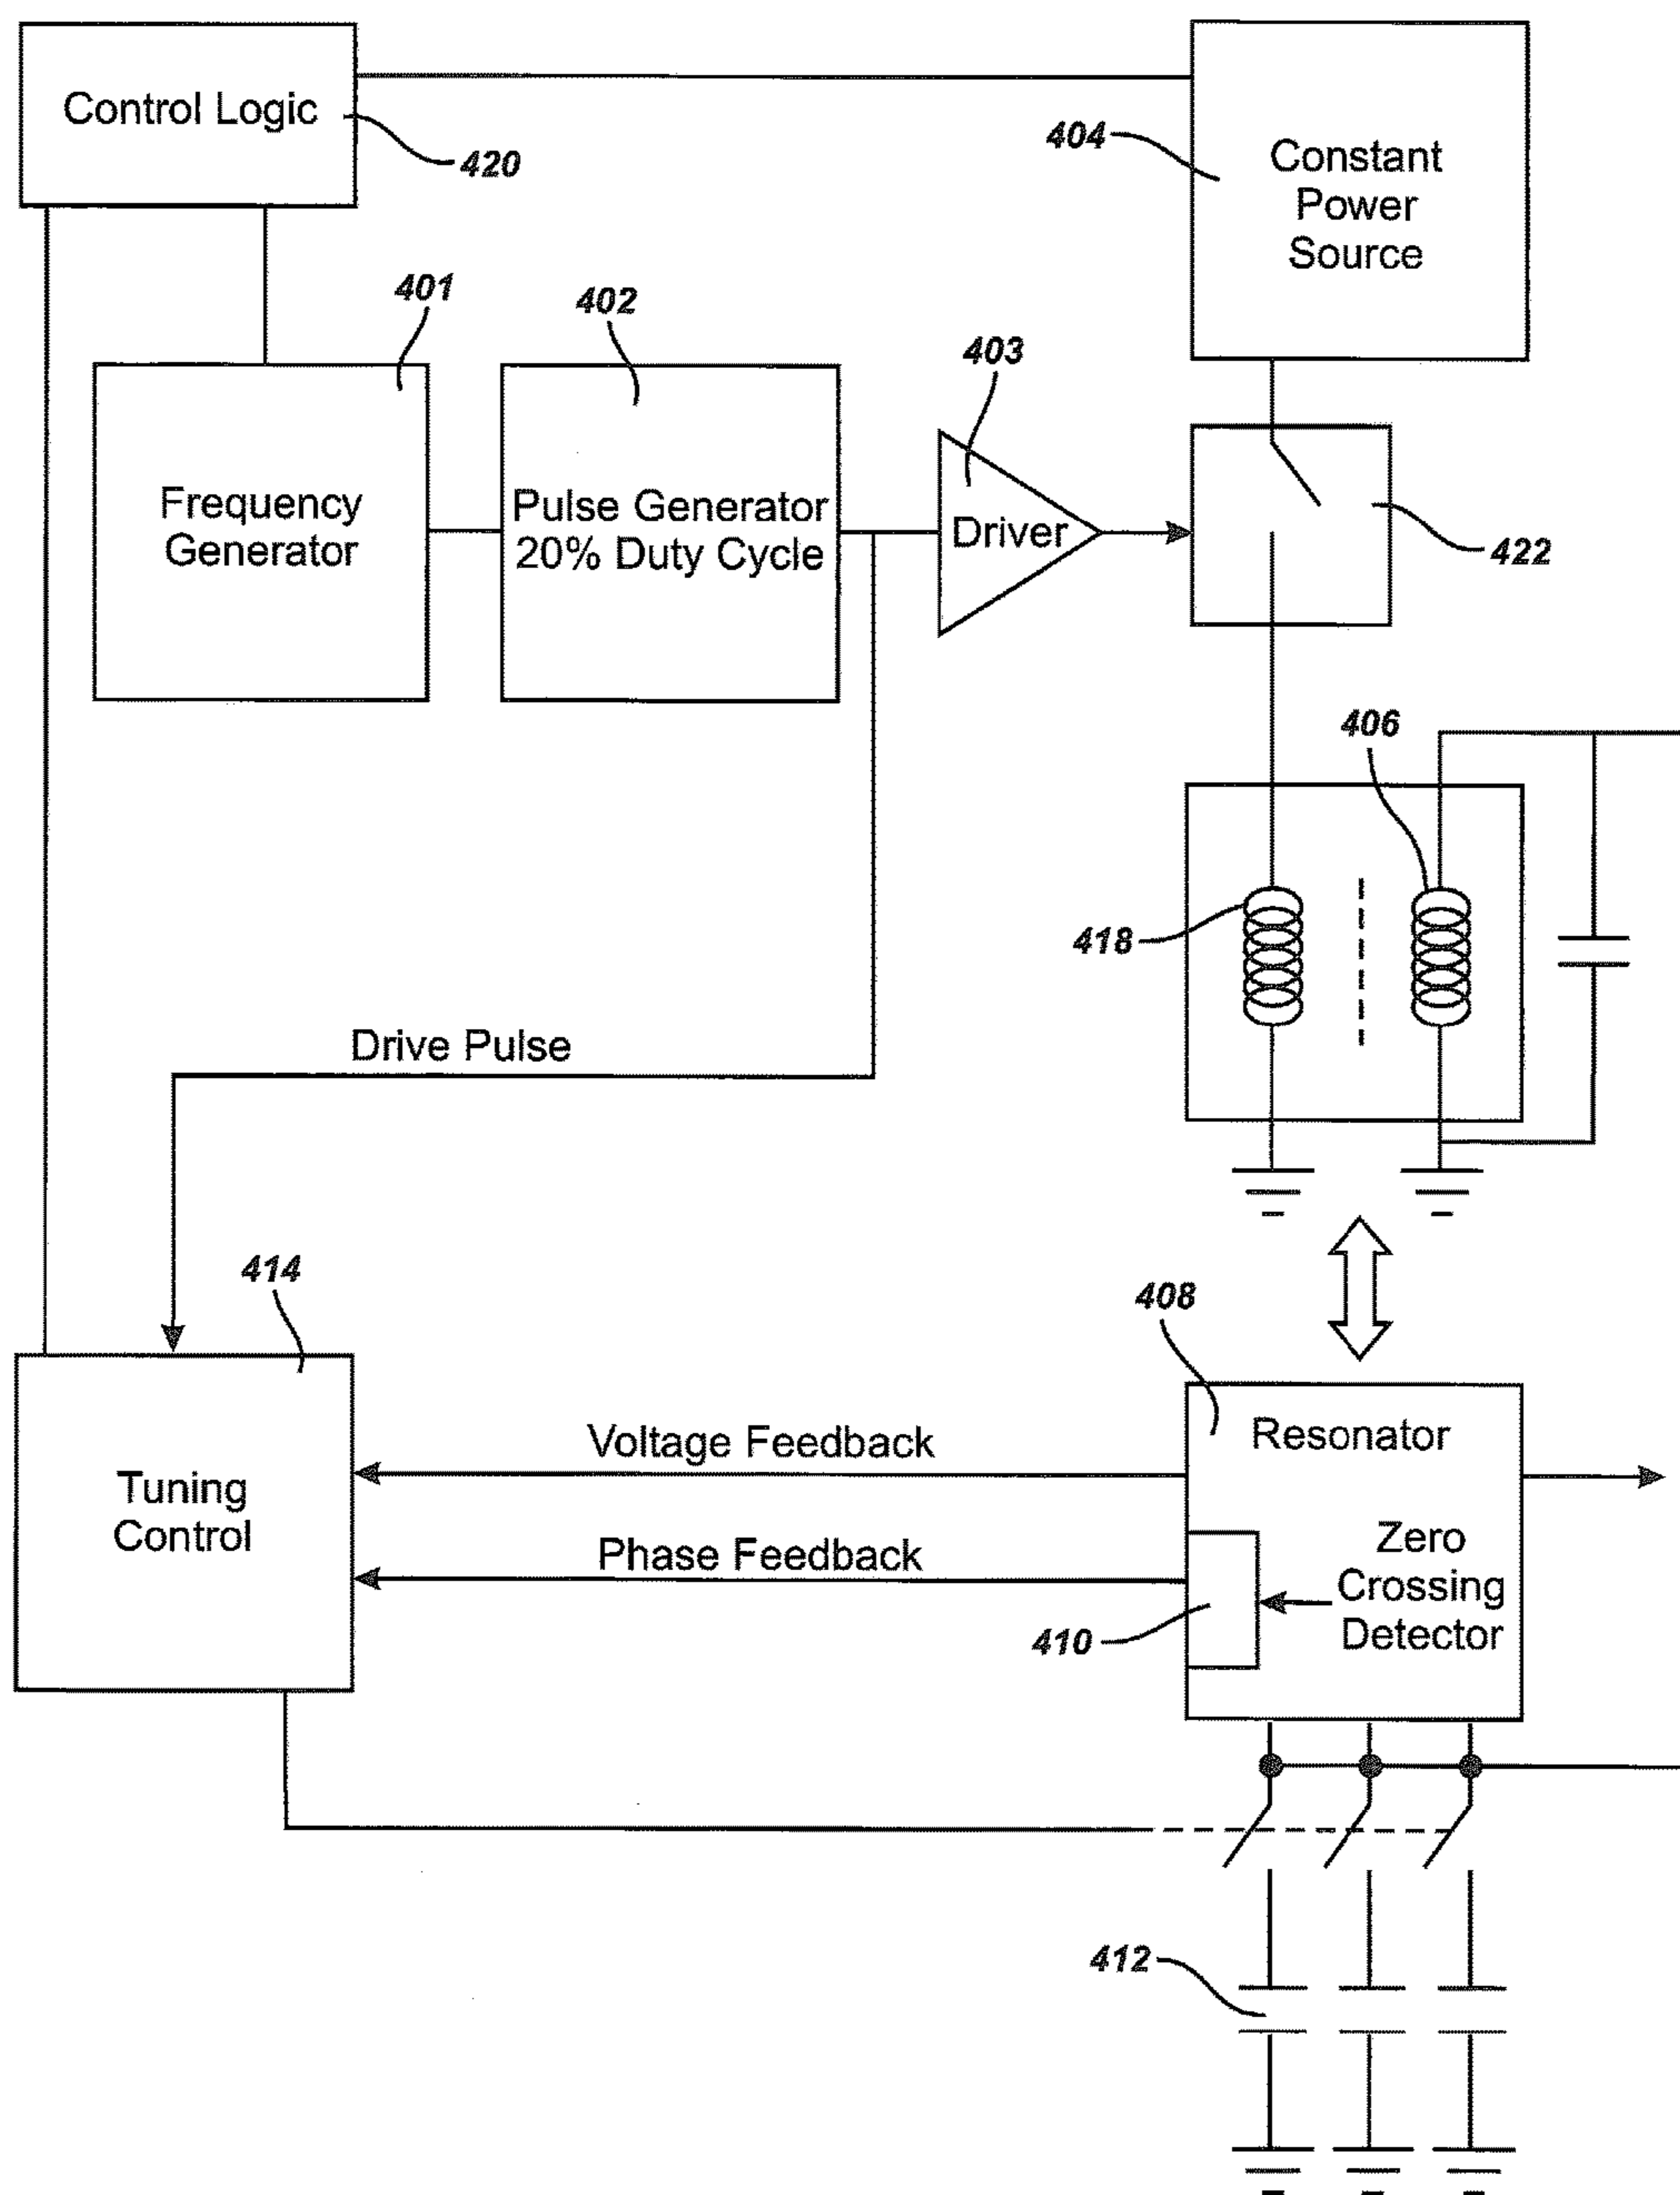 Control Logic
420
404
Constant
Power
Source
401
402
403
Frequency
Generator
Pulse Generator
20% Duty Cycle
Driver
422
406
418
Drive Pulse
414
408
Voltage Feedback
Resonator
Tuning
Control
Phase Feedback
Zero
Crossing
Detector
410
412